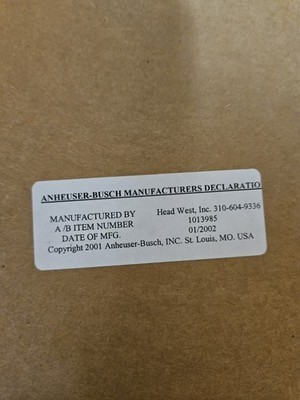 ANHEUSER-BUSCH MANUFACTURERS DECLARATIO
MANUFACTURED BY Head West, Inc. 310-604-9336
A /B ITEM NUMBER 1013985
DATE OF MFG. 01/2002
Copyright 2001 Anheuser-Busch, INC. St. Louis, MO. USA